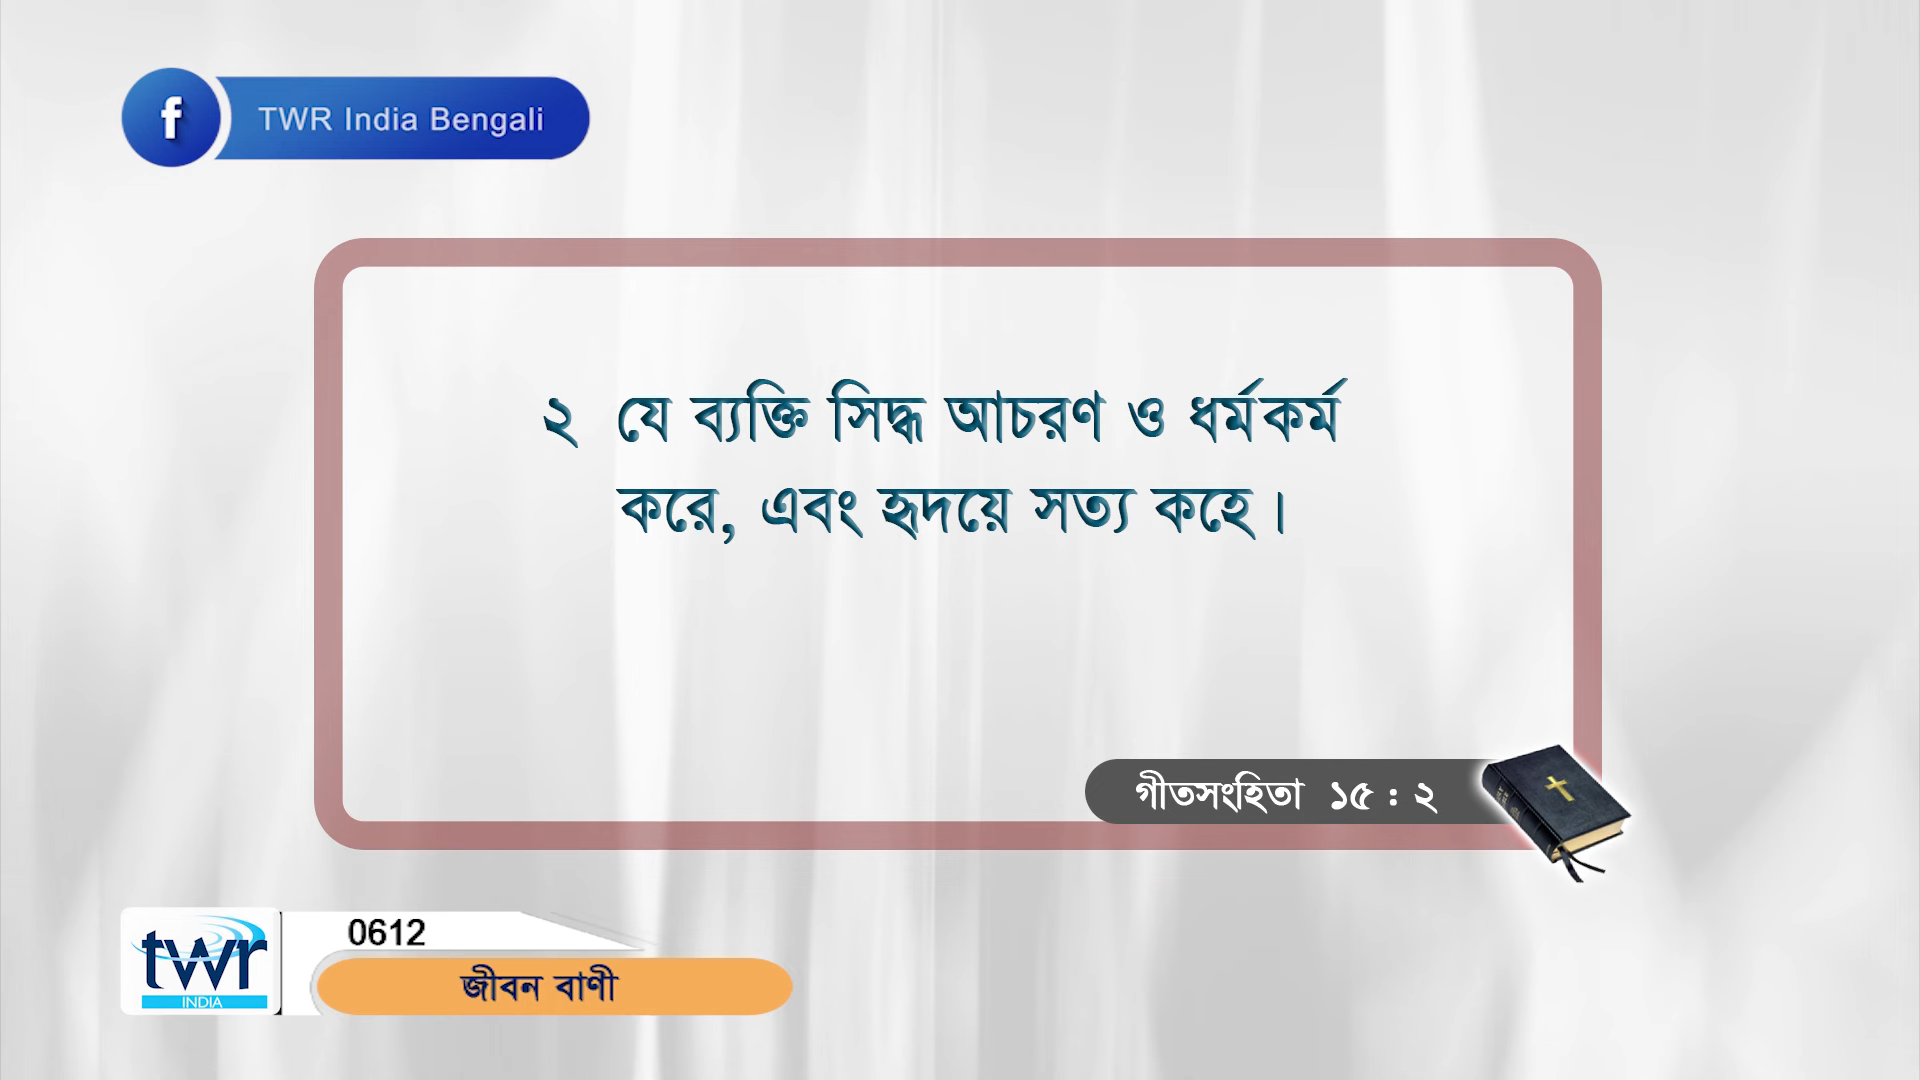 f TWR India Bengali
২ যে ব্যক্তি সিদ্ধ আচরণ ও ধর্মকর্ম
করে, এবং হৃদয়ে সত্য কহে।
গীতসংহিতা ১৫ : ২
twr
INDIA
0612
জীবন বাণী